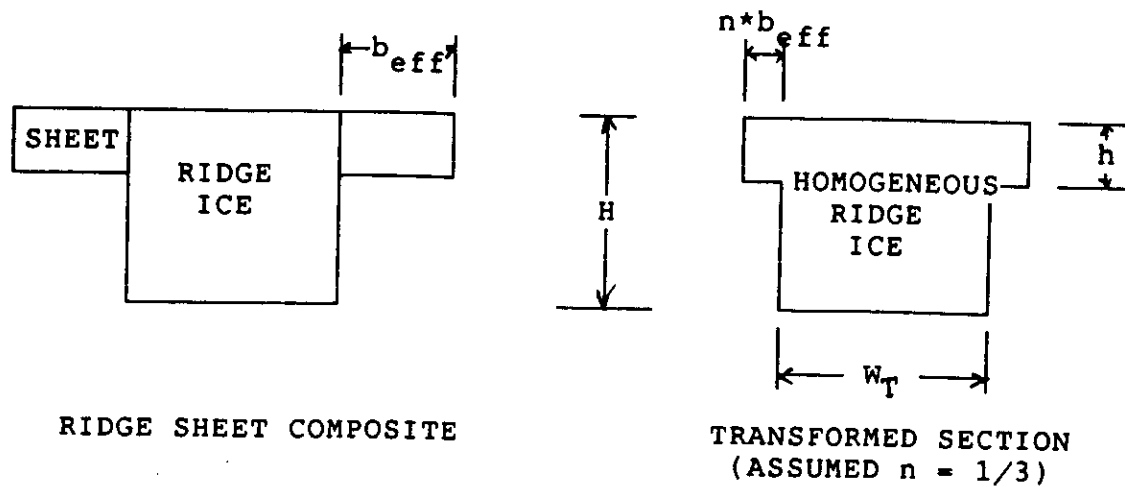 b_eff
SHEET
RIDGE
ICE
RIDGE SHEET COMPOSITE
H
n*b_eff
h
HOMOGENEOUS
RIDGE
ICE
W_T
TRANSFORMED SECTION
(ASSUMED n = 1/3)